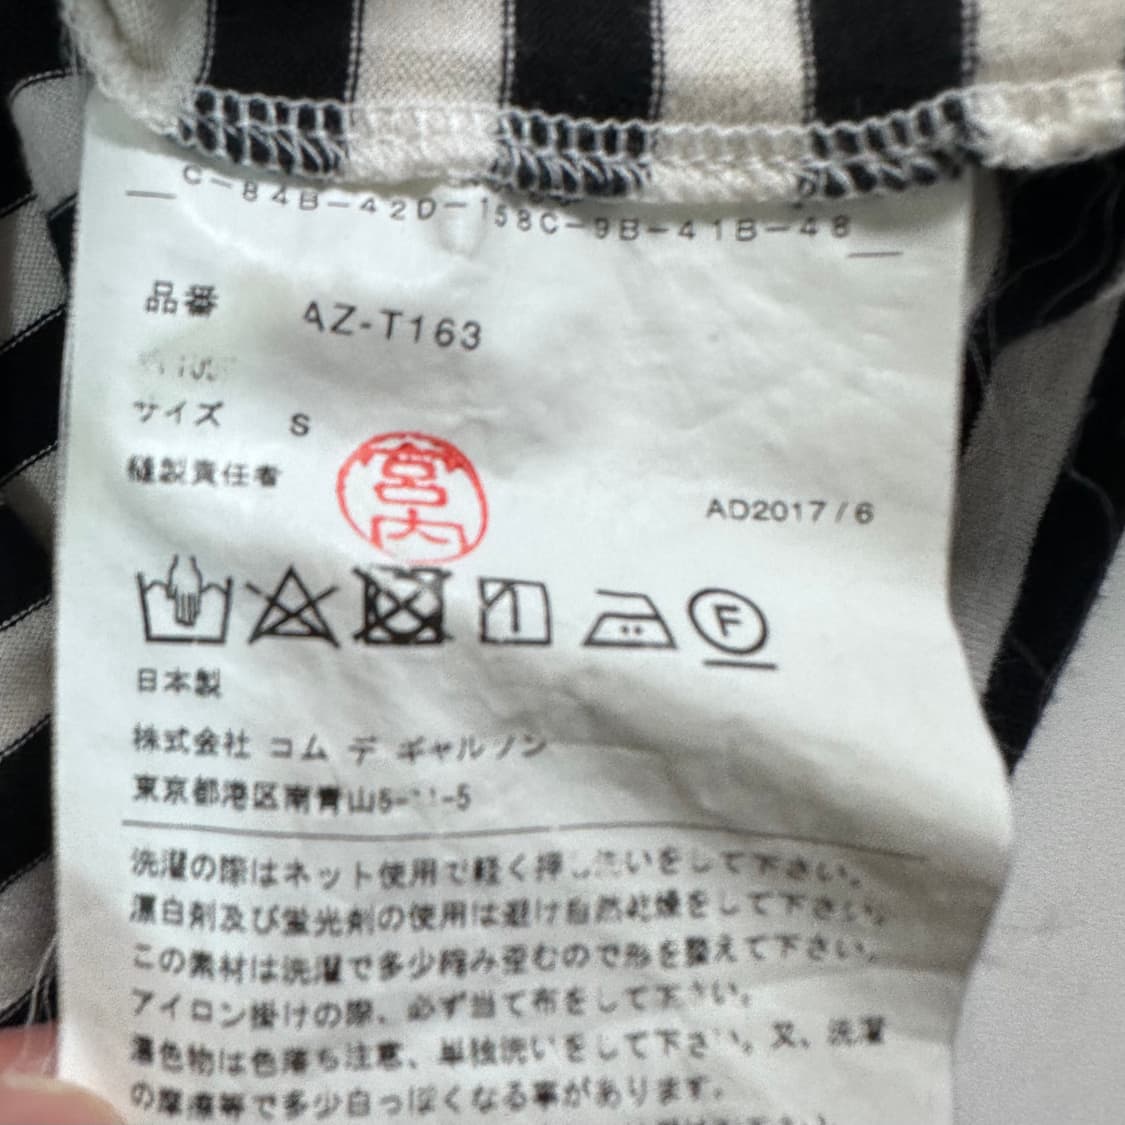 C-84B-42D-158C-9B-41B-48
品番 AZ-T163
サイズ S
縫製責任者 宮内
AD2017/6
F
日本製
株式会社 コム デ ギャルソン
東京都港区南青山5-11-5
洗濯の際はネット使用で軽く押し洗いをして下さい。
漂白剤及び蛍光剤の使用は避け自然乾燥をして下さい。
この素材は洗濯で多少縮み歪むので形を整えて下さい。
アイロン掛けの際、必ず当て布をして下さい。
濃色物は色落ち注意、単独洗いをして下さい。又、洗濯
の摩擦等で多少白っぽくなる事があります。